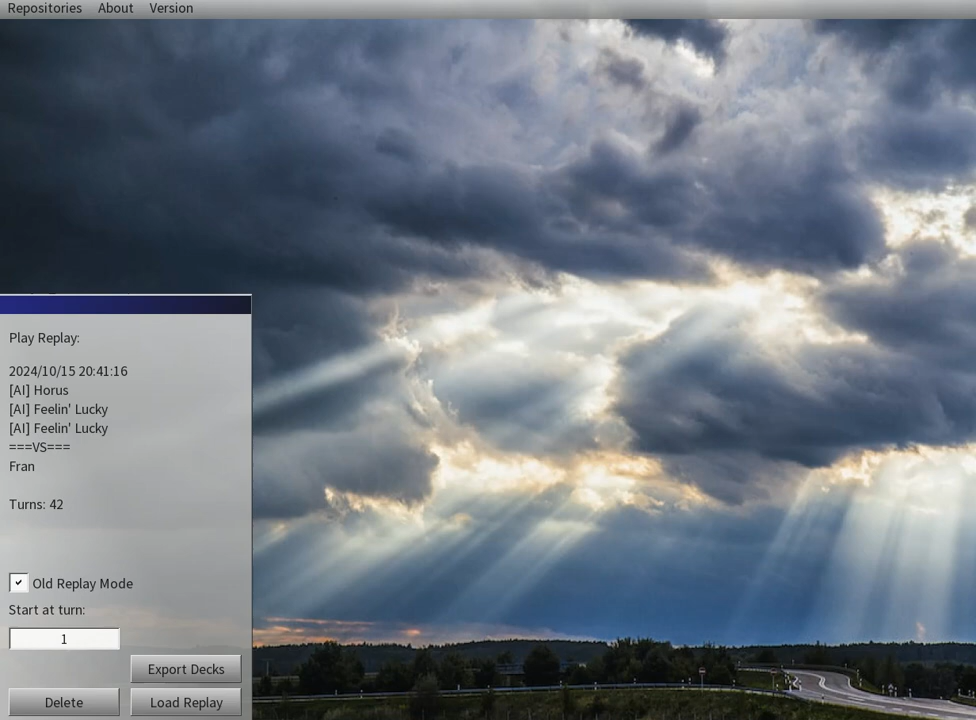 Repositories About Version
Play Replay:
2024/10/15 20:41:16
[AI] Horus
[AI] Feelin' Lucky
[AI] Feelin' Lucky
===VS===
Fran
Turns: 42
Old Replay Mode
Start at turn:
1
Export Decks
Delete Load Replay